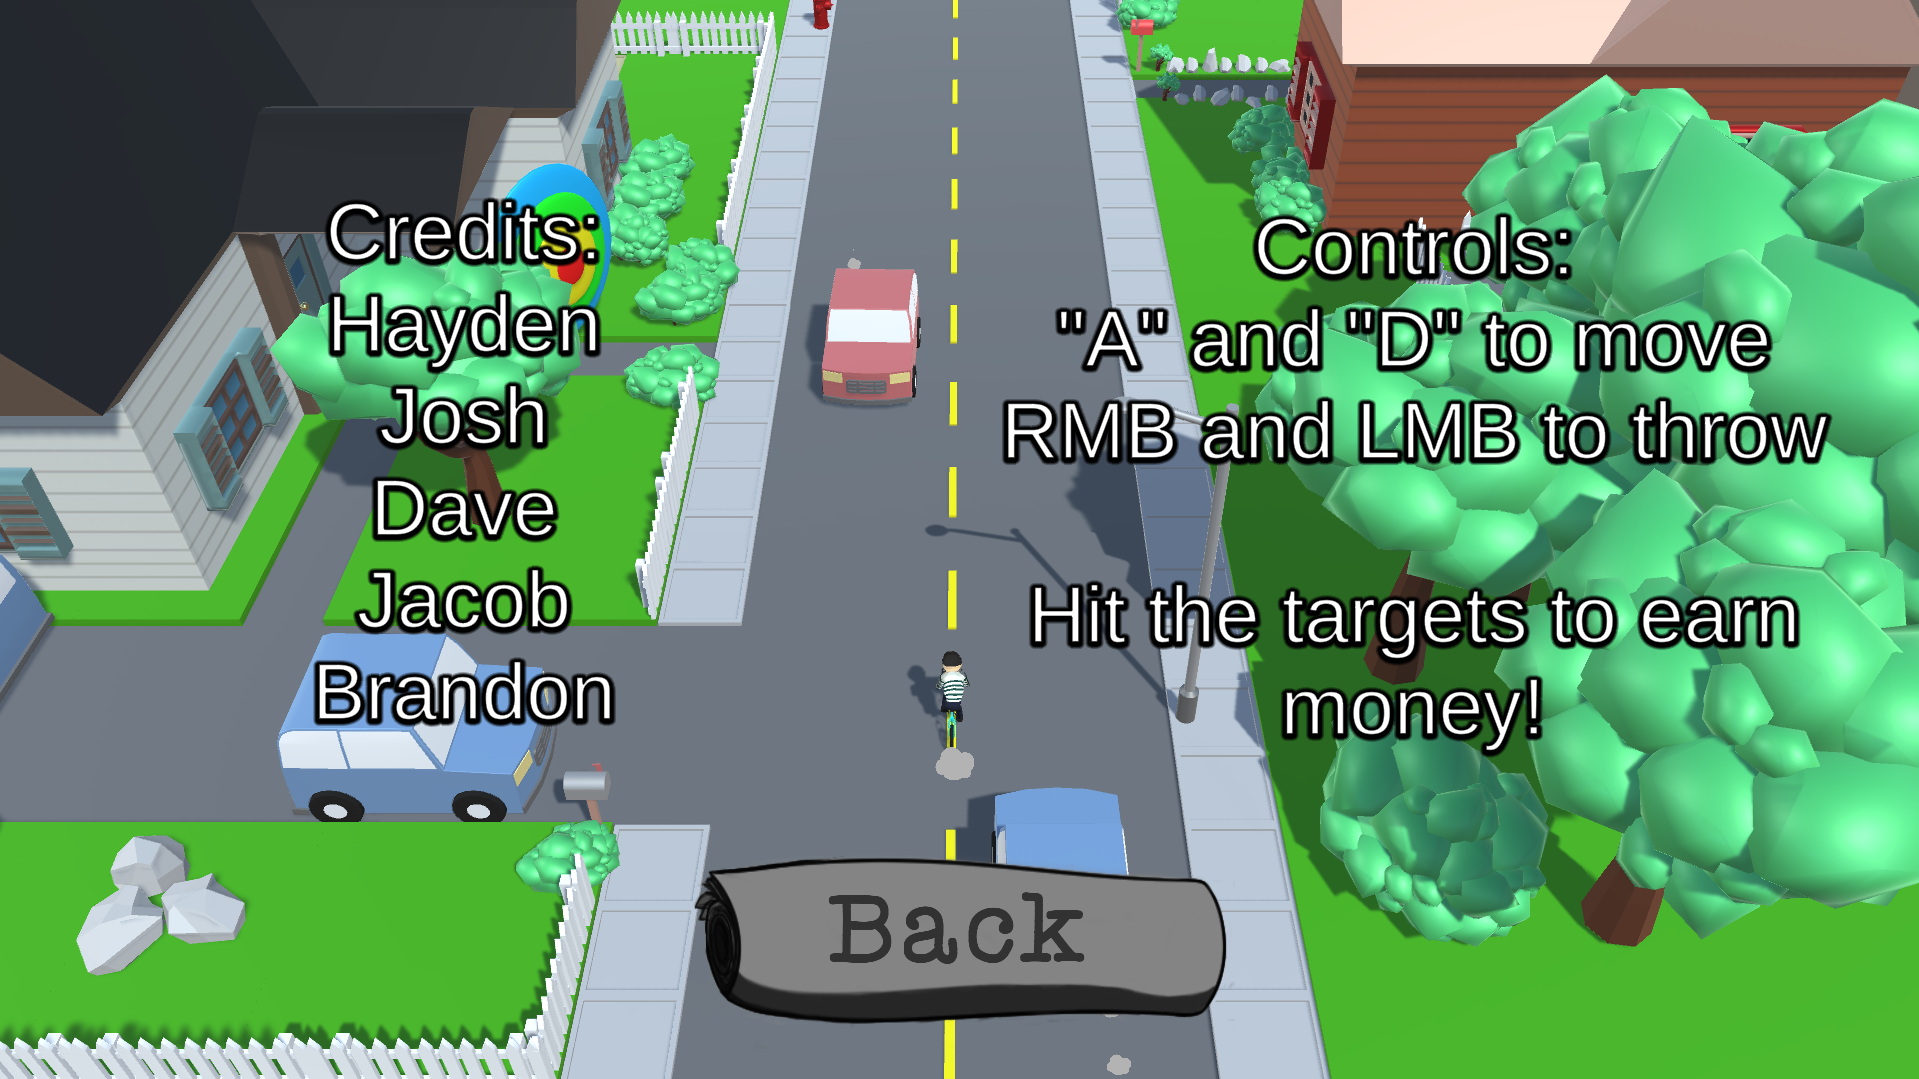 Credits:
Hayden
Josh
Dave
Jacob
Brandon
Controls:
"A" and "D" to move
RMB and LMB to throw
Hit the targets to earn
money!
Back